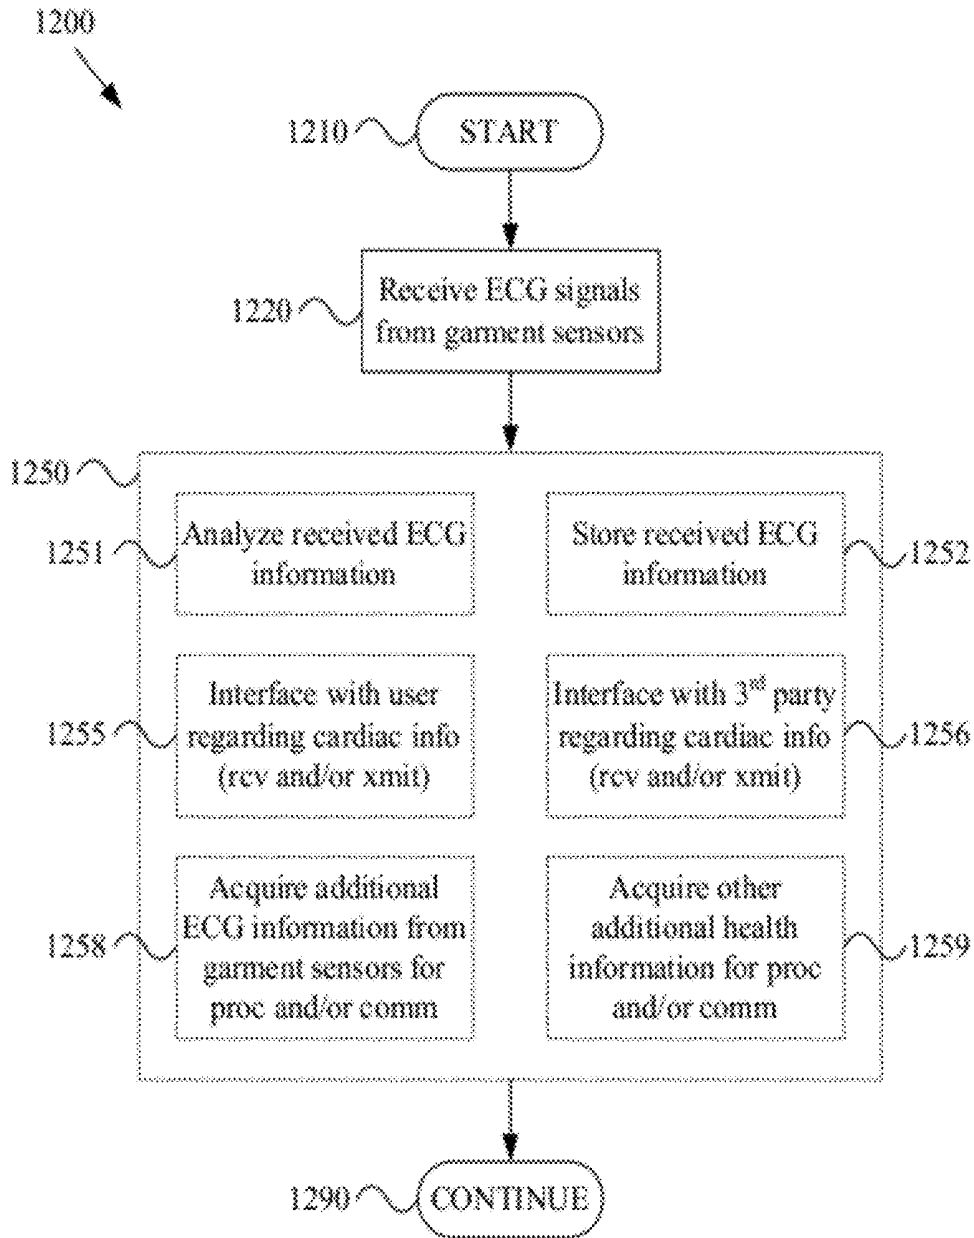 1200
1210
START
1220
Receive ECG signals
from garment sensors
1250
1251
Analyze received ECG
information
Store received ECG
information
1252
1255
Interface with user
regarding cardiac info
(rcv and/or xmit)
Interface with 3rd party
regarding cardiac info
(rcv and/or xmit)
1256
1258
Acquire additional
ECG information from
garment sensors for
proc and/or comm
Acquire other
additional health
information for proc
and/or comm
1259
1290
CONTINUE